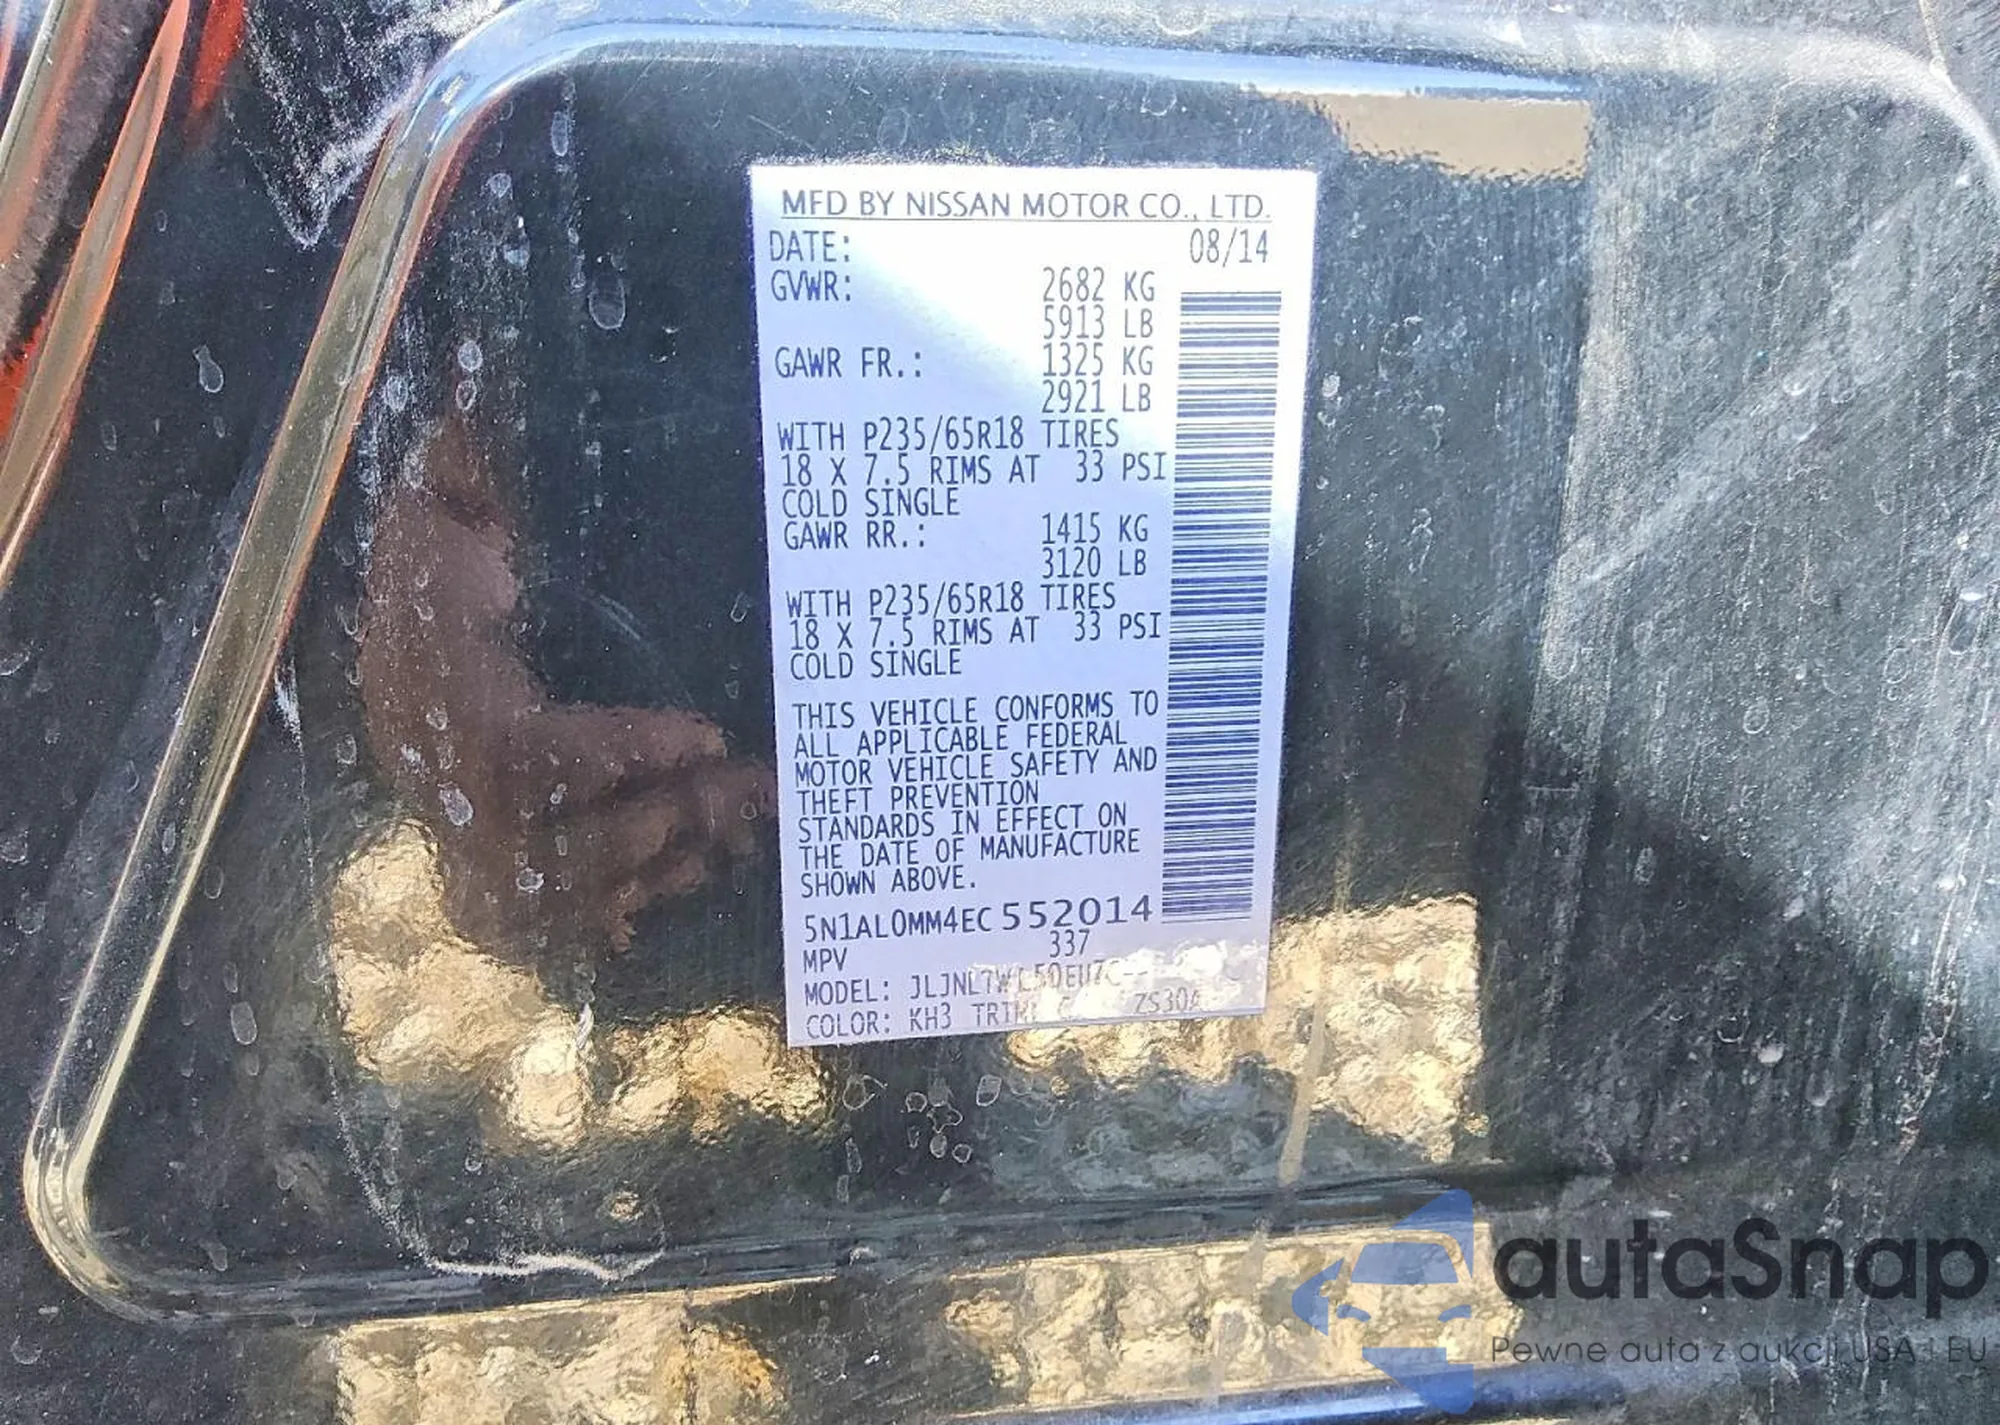 MFD BY NISSAN MOTOR CO., LTD.
DATE: 08/14
GVWR: 2682 KG
5913 LB
GAWR FR.: 1325 KG
2921 LB
WITH P235/65R18 TIRES
18 X 7.5 RIMS AT 33 PSI
COLD SINGLE
GAWR RR.: 1415 KG
3120 LB
WITH P235/65R18 TIRES
18 X 7.5 RIMS AT 33 PSI
COLD SINGLE
THIS VEHICLE CONFORMS TO
ALL APPLICABLE FEDERAL
MOTOR VEHICLE SAFETY AND
THEFT PREVENTION
STANDARDS IN EFFECT ON
THE DATE OF MANUFACTURE
SHOWN ABOVE.
5N1AL0MM4EC552014
MPV 337
MODEL:
COLOR: KH3
autaSnap
Pewne auta z aukcji USA i EU